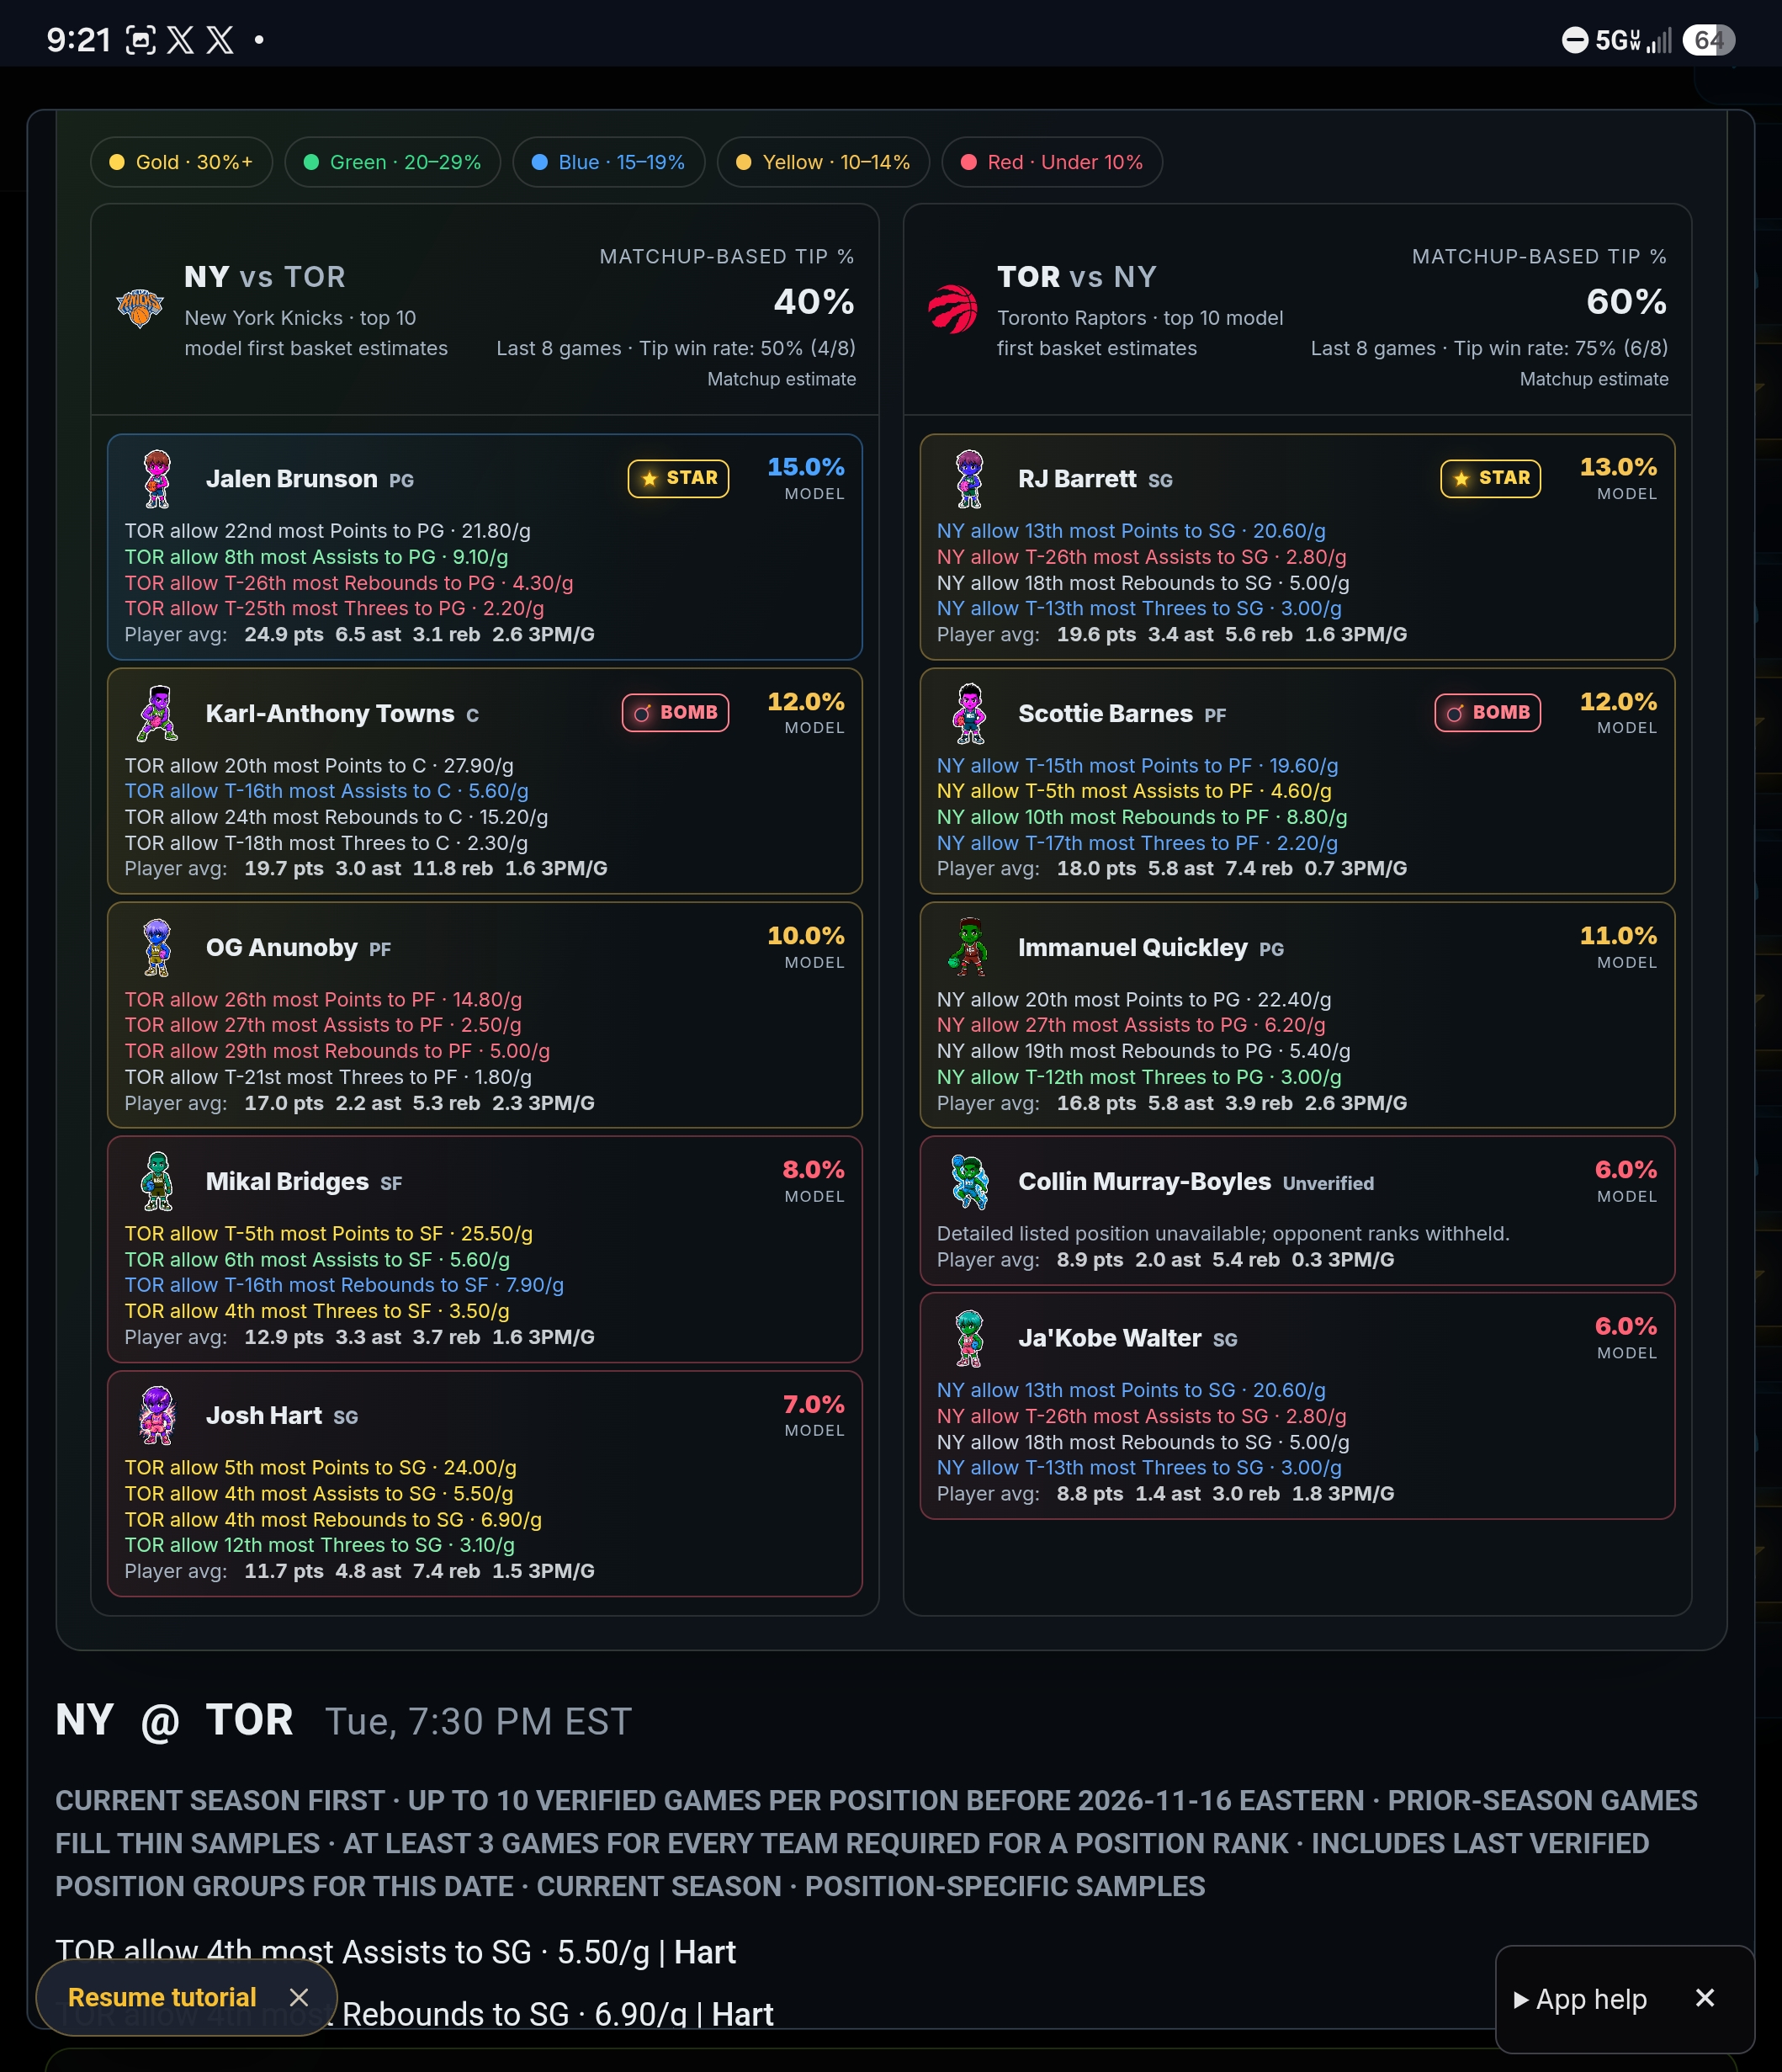 9:21
5G UW
64
Gold · 30%+
Green · 20–29%
Blue · 15–19%
Yellow · 10–14%
Red · Under 10%
NY vs TOR
New York Knicks · top 10
model first basket estimates
MATCHUP-BASED TIP %
40%
Last 8 games · Tip win rate: 50% (4/8)
Matchup estimate
Jalen Brunson PG
STAR
15.0%
MODEL
TOR allow 22nd most Points to PG · 21.80/g
TOR allow 8th most Assists to PG · 9.10/g
TOR allow T-26th most Rebounds to PG · 4.30/g
TOR allow T-25th most Threes to PG · 2.20/g
Player avg: 24.9 pts 6.5 ast 3.1 reb 2.6 3PM/G
Karl-Anthony Towns C
BOMB
12.0%
MODEL
TOR allow 20th most Points to C · 27.90/g
TOR allow T-16th most Assists to C · 5.60/g
TOR allow 24th most Rebounds to C · 15.20/g
TOR allow T-18th most Threes to C · 2.30/g
Player avg: 19.7 pts 3.0 ast 11.8 reb 1.6 3PM/G
OG Anunoby PF
10.0%
MODEL
TOR allow 26th most Points to PF · 14.80/g
TOR allow 27th most Assists to PF · 2.50/g
TOR allow 29th most Rebounds to PF · 5.00/g
TOR allow T-21st most Threes to PF · 1.80/g
Player avg: 17.0 pts 2.2 ast 5.3 reb 2.3 3PM/G
Mikal Bridges SF
8.0%
MODEL
TOR allow T-5th most Points to SF · 25.50/g
TOR allow 6th most Assists to SF · 5.60/g
TOR allow T-16th most Rebounds to SF · 7.90/g
TOR allow 4th most Threes to SF · 3.50/g
Player avg: 12.9 pts 3.3 ast 3.7 reb 1.6 3PM/G
Josh Hart SG
7.0%
MODEL
TOR allow 5th most Points to SG · 24.00/g
TOR allow 4th most Assists to SG · 5.50/g
TOR allow 4th most Rebounds to SG · 6.90/g
TOR allow 12th most Threes to SG · 3.10/g
Player avg: 11.7 pts 4.8 ast 7.4 reb 1.5 3PM/G
TOR vs NY
Toronto Raptors · top 10 model
first basket estimates
MATCHUP-BASED TIP %
60%
Last 8 games · Tip win rate: 75% (6/8)
Matchup estimate
RJ Barrett SG
STAR
13.0%
MODEL
NY allow 13th most Points to SG · 20.60/g
NY allow T-26th most Assists to SG · 2.80/g
NY allow 18th most Rebounds to SG · 5.00/g
NY allow T-13th most Threes to SG · 3.00/g
Player avg: 19.6 pts 3.4 ast 5.6 reb 1.6 3PM/G
Scottie Barnes PF
BOMB
12.0%
MODEL
NY allow T-15th most Points to PF · 19.60/g
NY allow T-5th most Assists to PF · 4.60/g
NY allow 10th most Rebounds to PF · 8.80/g
NY allow T-17th most Threes to PF · 2.20/g
Player avg: 18.0 pts 5.8 ast 7.4 reb 0.7 3PM/G
Immanuel Quickley PG
11.0%
MODEL
NY allow 20th most Points to PG · 22.40/g
NY allow 27th most Assists to PG · 6.20/g
NY allow 19th most Rebounds to PG · 5.40/g
NY allow T-12th most Threes to PG · 3.00/g
Player avg: 16.8 pts 5.8 ast 3.9 reb 2.6 3PM/G
Collin Murray-Boyles Unverified
6.0%
MODEL
Detailed listed position unavailable; opponent ranks withheld.
Player avg: 8.9 pts 2.0 ast 5.4 reb 0.3 3PM/G
Ja'Kobe Walter SG
6.0%
MODEL
NY allow 13th most Points to SG · 20.60/g
NY allow T-26th most Assists to SG · 2.80/g
NY allow 18th most Rebounds to SG · 5.00/g
NY allow T-13th most Threes to SG · 3.00/g
Player avg: 8.8 pts 1.4 ast 3.0 reb 1.8 3PM/G
NY @ TOR Tue, 7:30 PM EST
CURRENT SEASON FIRST · UP TO 10 VERIFIED GAMES PER POSITION BEFORE 2026-11-16 EASTERN · PRIOR-SEASON GAMES
FILL THIN SAMPLES · AT LEAST 3 GAMES FOR EVERY TEAM REQUIRED FOR A POSITION RANK · INCLUDES LAST VERIFIED
POSITION GROUPS FOR THIS DATE · CURRENT SEASON · POSITION-SPECIFIC SAMPLES
TOR allow 4th most Assists to SG · 5.50/g | Hart
TOR allow 4th most Rebounds to SG · 6.90/g | Hart
Resume tutorial
App help